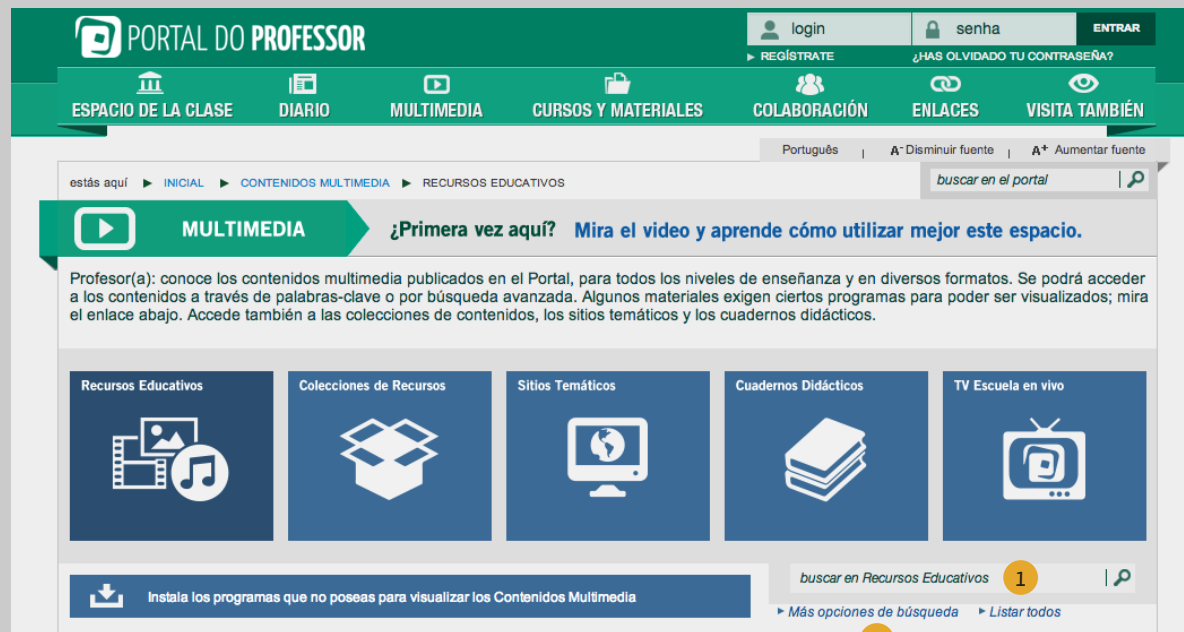 PORTAL DO PROFESSOR
login
senha
ENTRAR
▶ REGÍSTRATE
¿HAS OLVIDADO TU CONTRASEÑA?
ESPACIO DE LA CLASE
DIARIO
MULTIMEDIA
CURSOS Y MATERIALES
COLABORACIÓN
ENLACES
VISITA TAMBIÉN
Português | A- Disminuir fuente | A+ Aumentar fuente
estás aquí ▶ INICIAL ▶ CONTENIDOS MULTIMEDIA ▶ RECURSOS EDUCATIVOS
buscar en el portal
MULTIMEDIA
¿Primera vez aquí? Mira el video y aprende cómo utilizar mejor este espacio.
Profesor(a): conoce los contenidos multimedia publicados en el Portal, para todos los niveles de enseñanza y en diversos formatos. Se podrá acceder
a los contenidos a través de palabras-clave o por búsqueda avanzada. Algunos materiales exigen ciertos programas para poder ser visualizados; mira
el enlace abajo. Accede también a las colecciones de contenidos, los sitios temáticos y los cuadernos didácticos.
Recursos Educativos
Colecciones de Recursos
Sitios Temáticos
Cuadernos Didácticos
TV Escuela en vivo
buscar en Recursos Educativos 1
Instala los programas que no poseas para visualizar los Contenidos Multimedia
▶ Más opciones de búsqueda ▶ Listar todos